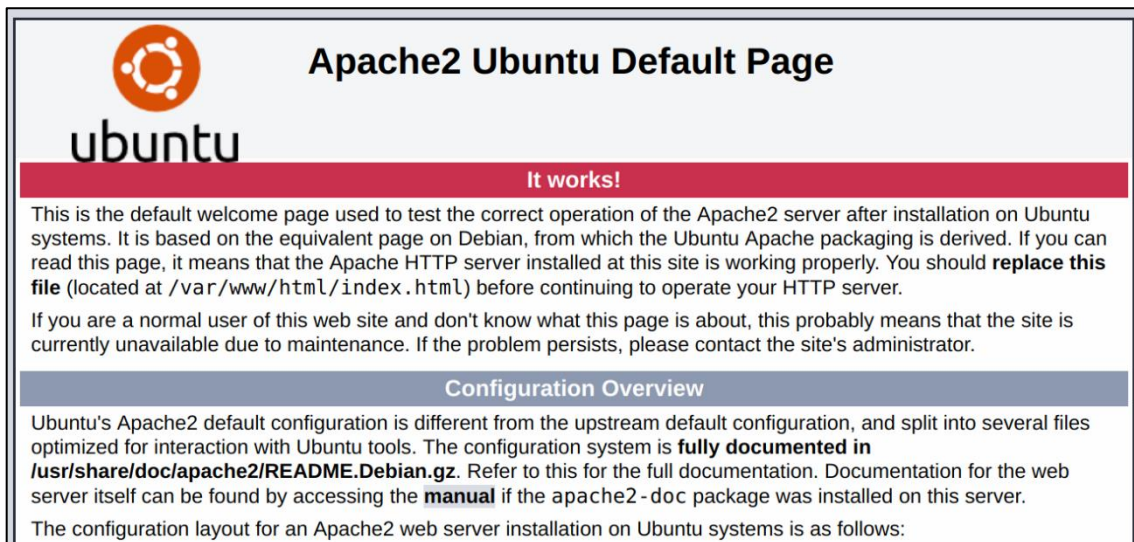 Apache2 Ubuntu Default Page
ubuntu
It works!
This is the default welcome page used to test the correct operation of the Apache2 server after installation on Ubuntu
systems. It is based on the equivalent page on Debian, from which the Ubuntu Apache packaging is derived. If you can
read this page, it means that the Apache HTTP server installed at this site is working properly. You should replace this
file (located at /var/www/html/index.html) before continuing to operate your HTTP server.
If you are a normal user of this web site and don't know what this page is about, this probably means that the site is
currently unavailable due to maintenance. If the problem persists, please contact the site's administrator.
Configuration Overview
Ubuntu's Apache2 default configuration is different from the upstream default configuration, and split into several files
optimized for interaction with Ubuntu tools. The configuration system is fully documented in
/usr/share/doc/apache2/README.Debian.gz. Refer to this for the full documentation. Documentation for the web
server itself can be found by accessing the manual if the apache2-doc package was installed on this server.
The configuration layout for an Apache2 web server installation on Ubuntu systems is as follows: